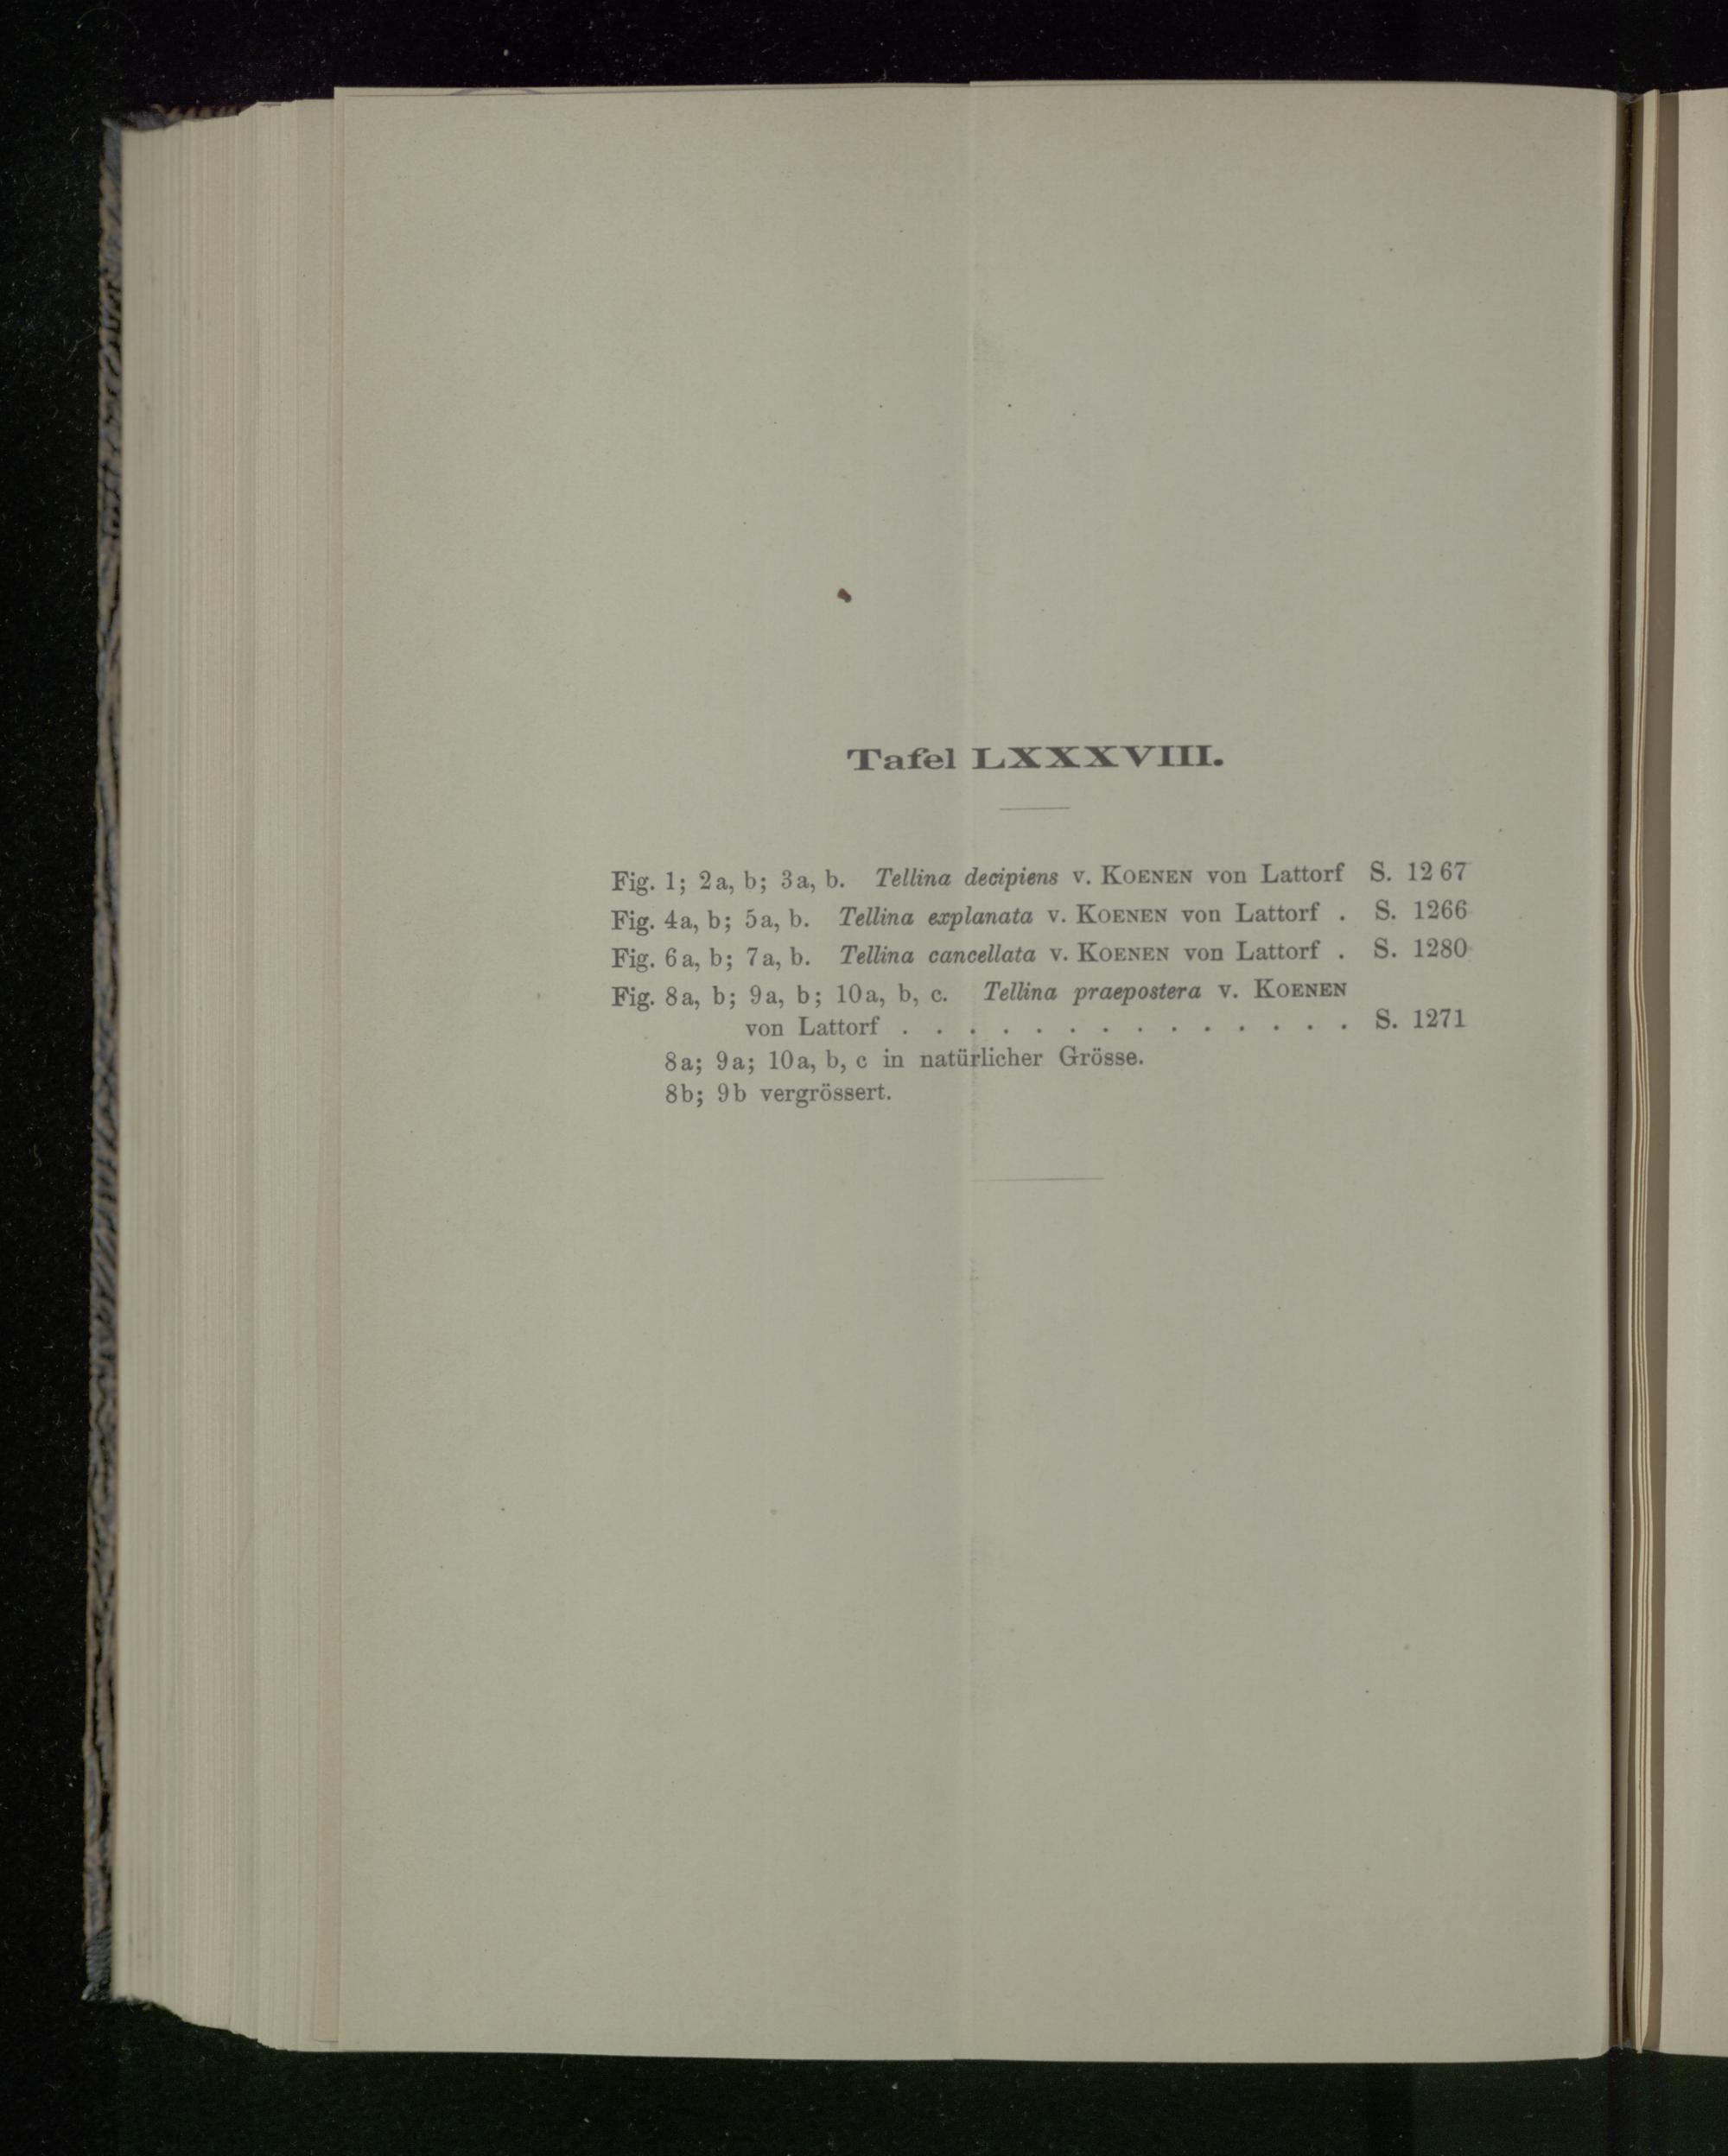 Tafel LXXXVIII.
Fig. 1; 2a, b; 3a, b. Tellina decipiens v. Koenen von Lattorf S. 1267
Fig. 4a, b; 5a, b. Tellina explanata v. Koenen von Lattorf . S. 1266
Fig. 6a, b; 7a, b. Tellina cancellata v. Koenen von Lattorf . S. 1280
Fig. 8a, b; 9a, b; 10a, b, c. Tellina praepostera v. Koenen
von Lattorf . . . . . . . . . . . . . . S. 1271
8a; 9a; 10a, b, c in natürlicher Grösse.
8b; 9b vergrössert.